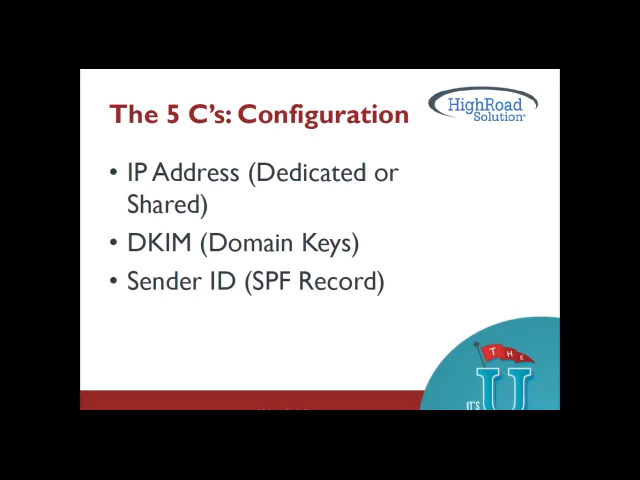 The 5 C's: Configuration
HighRoad
Solution
• IP Address (Dedicated or
Shared)
• DKIM (Domain Keys)
• Sender ID (SPF Record)
THE
U
IT'S